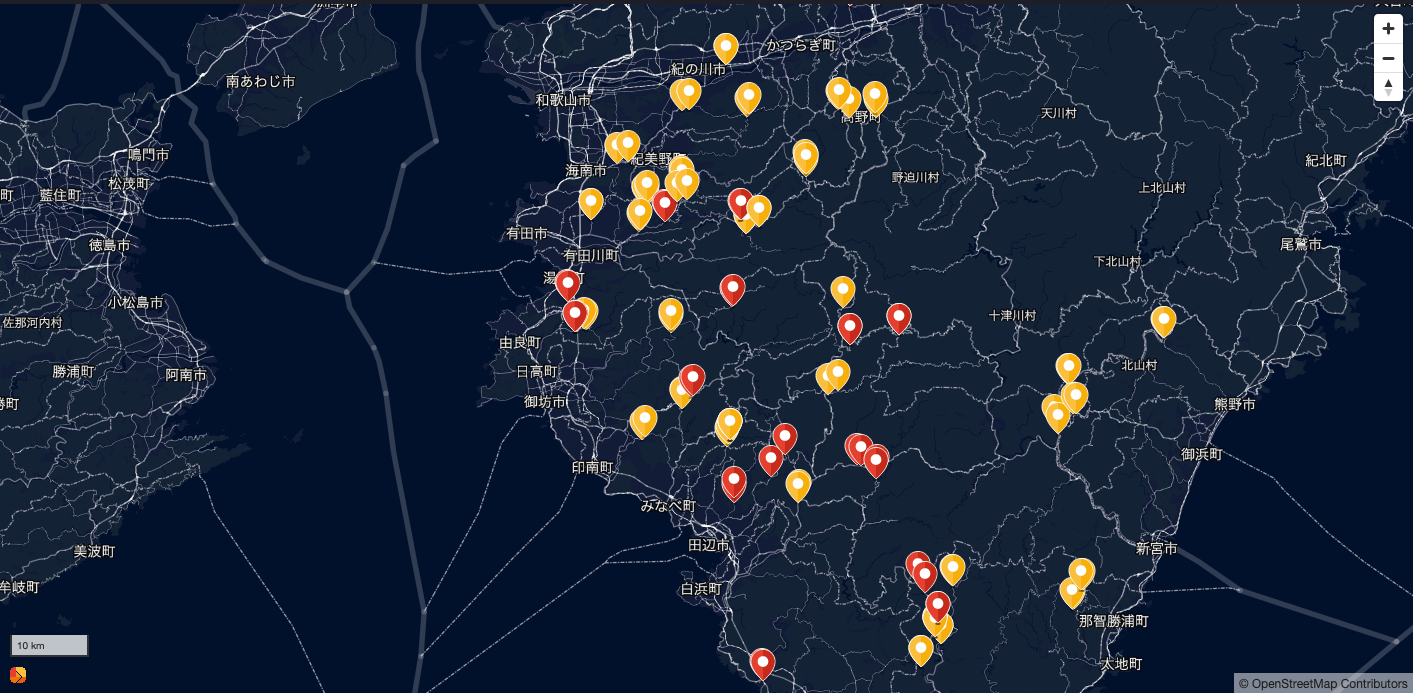 かつらぎ町
紀の川市
南あわじ市
和歌山市
天川村
鳴門市
紀美野町
紀北町
海南市
野迫川村
松茂町
上北山村
町
藍住町
有田市
徳島市
尾鷲市
有田川町
下北山村
小松島市
十津川村
佐那河内村
由良町
北山村
勝浦町
阿南市
日高町
御坊市
熊野市
御浜町
印南町
みなべ町
田辺市
新宮市
美波町
牟岐町
白浜町
那智勝浦町
太地町
10 km
© OpenStreetMap Contributors